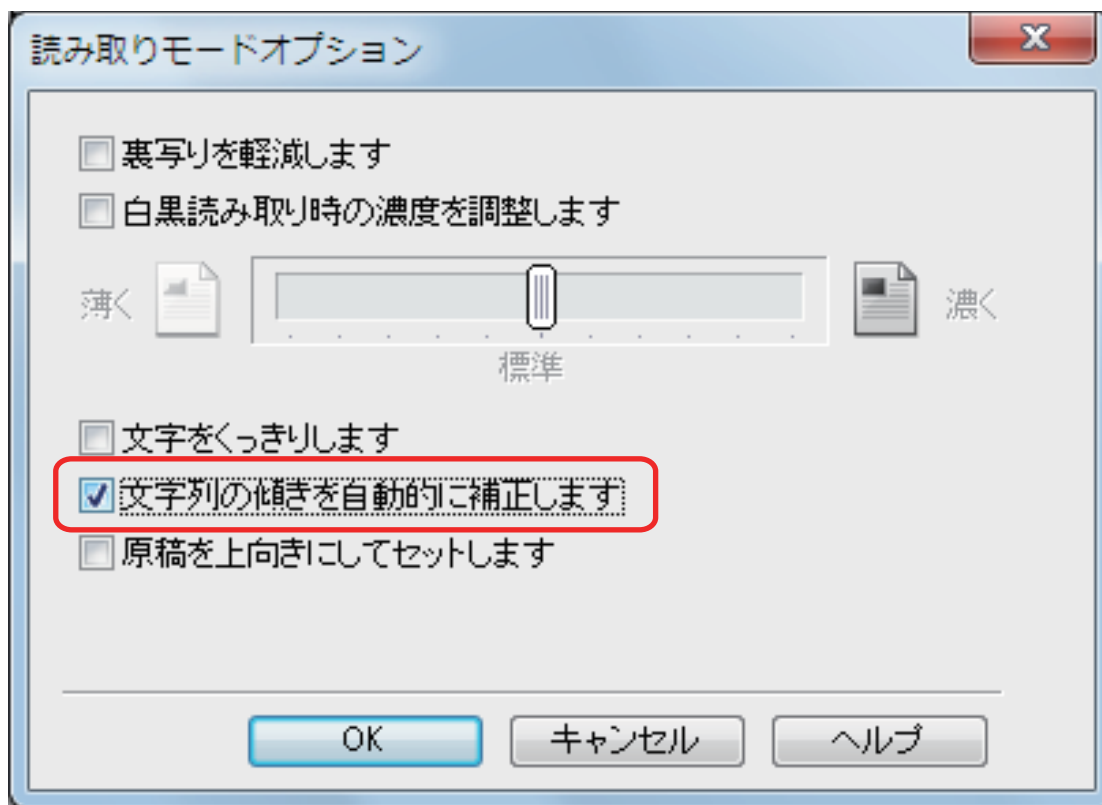 読み取りモードオプション
裏写りを軽減します
白黒読み取り時の濃度を調整します
薄く 濃く
標準
文字をくっきりします
文字列の傾きを自動的に補正します
原稿を上向きにしてセットします
OK キャンセル ヘルプ